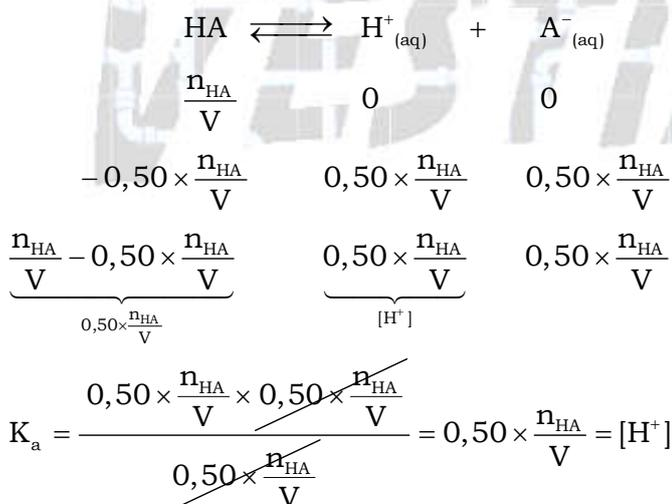 HA ⇌ H⁺(aq) + A⁻(aq)
n_HA/V 0 0
−0,50 × n_HA/V 0,50 × n_HA/V 0,50 × n_HA/V
n_HA/V − 0,50 × n_HA/V 0,50 × n_HA/V 0,50 × n_HA/V
0,50 × n_HA/V [H⁺]
K_a = (0,50 × n_HA/V × 0,50 × n_HA/V) / (0,50 × n_HA/V) = 0,50 × n_HA/V = [H⁺]